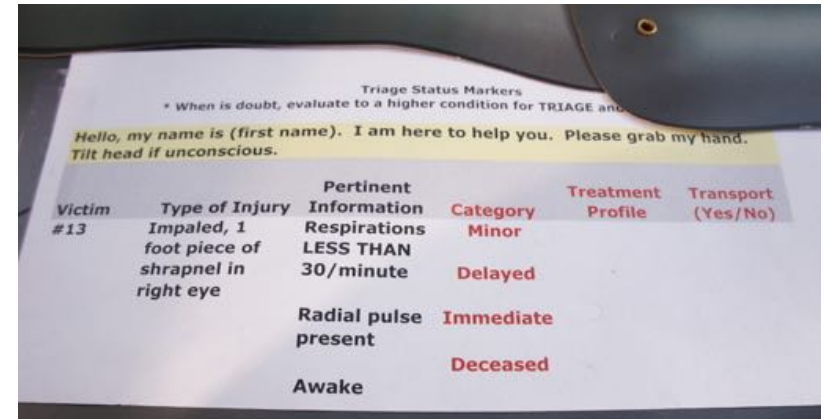 Triage Status Markers
* When is doubt, evaluate to a higher condition for TRIAGE and
Hello, my name is (first name). I am here to help you. Please grab my hand.
Tilt head if unconscious.
Victim Type of Injury Pertinent Information Category Treatment Profile Transport (Yes/No)
#13 Impaled, 1 Respirations Minor
foot piece of LESS THAN
shrapnel in 30/minute Delayed
right eye
Radial pulse Immediate
present
Deceased
Awake